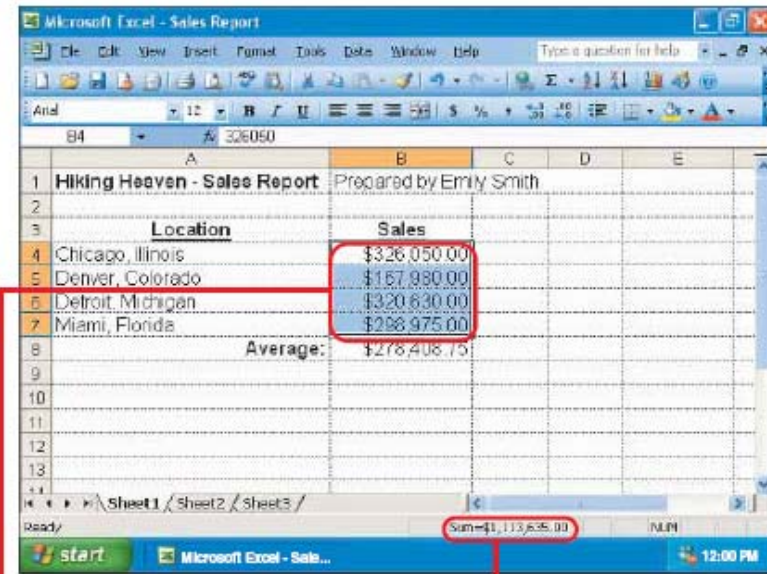 Microsoft Excel - Sales Report
File Edit View Insert Format Tools Data Window Help Type a question for help
Arial 12 B I U $ % ,
B4 fx 326050
A B C D E
1 Hiking Heaven - Sales Report Prepared by Emily Smith
2
3 Location Sales
4 Chicago, Illinois $326,050.00
5 Denver, Colorado $167,980.00
6 Detroit, Michigan $320,630.00
7 Miami, Florida $298,975.00
8 Average: $278,408.75
9
10
11
12
13
Sheet1 / Sheet2 / Sheet3 /
Ready Sum=$1,113,635.00 NUM
start Microsoft Excel - Sale... 12:00 PM